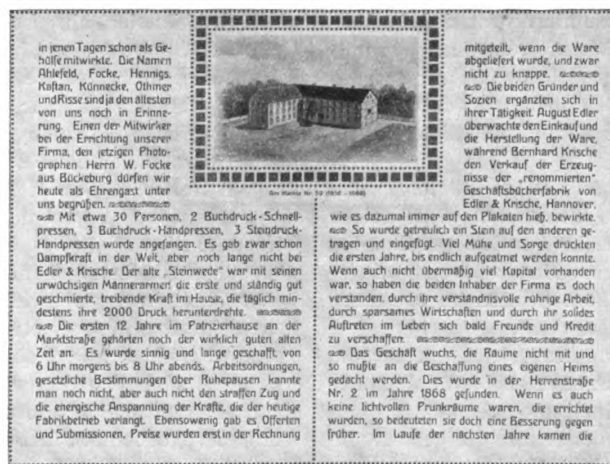 in jenen Tagen schon als Ge-
hülfe mitwirkte. Die Namen
Ahlefeld, Focke, Hennigs,
Kaftan, Künnecke, Othmer
und Risse sind ja den ältesten
von uns noch in Erinne-
rung. Einen der Mitwirker
bei der Errichtung unserer
Firma, den jetzigen Photo-
graphen Herrn W. Focke
aus Bückeburg dürfen wir
heute als Ehrengast unter
uns begrüßen.
Mit etwa 30 Personen, 2 Buchdruck-Schnell-
pressen, 3 Buchdruck-Handpressen, 3 Steindruck-
Handpressen wurde angefangen. Es gab zwar schon
Dampfkraft in der Welt, aber noch lange nicht bei
Edler & Krische. Der alte „Steinwede" war mit seinen
urwüchsigen Männerarmen die erste und ständig gut
geschmierte, treibende Kraft im Hause, die täglich min-
destens ihre 2000 Druck herunterdrehte.
Die ersten 12 Jahre im Patrizierhause an der
Marktstraße gehörten noch der wirklich guten alten
Zeit an. Es wurde sinnig und lange geschafft, von
6 Uhr morgens bis 8 Uhr abends. Arbeitsordnungen,
gesetzliche Bestimmungen über Ruhepausen kannte
man noch nicht, aber auch nicht den straffen Zug und
die energische Anspannung der Kräfte, die der heutige
Fabrikbetrieb verlangt. Ebensowenig gab es Offerten
und Submissionen, Preise wurden erst in der Rechnung
mitgeteilt, wenn die Ware
abgeliefert wurde, und zwar
nicht zu knappe.
Die beiden Gründer und
Sozien ergänzten sich in
ihrer Tätigkeit. August Edler
überwachte den Einkauf und
die Herstellung der Ware,
während Bernhard Krische,
den Verkauf der Erzeug-
nisse der „renommierten"
Geschäftsbücherfabrik von
Edler & Krische, Hannover,
wie es dazumal immer auf den Plakaten hieß, bewirkte.
So wurde getreulich ein Stein auf den anderen ge-
tragen und eingefügt. Viel Mühe und Sorge drückten
die ersten Jahre, bis endlich aufgeatmet werden konnte.
Wenn auch nicht übermäßig viel Kapital vorhanden
war, so haben die beiden Inhaber der Firma es doch
verstanden, durch ihre verständnisvolle rührige Arbeit,
durch sparsames Wirtschaften und durch ihr solides
Auftreten im Leben sich bald Freunde und Kredit
zu verschaffen.
Das Geschäft wuchs, die Räume nicht mit und
so mußte an die Beschaffung eines eigenen Heims
gedacht werden. Dies wurde in der Herrenstraße
Nr. 2 im Jahre 1868 gefunden. Wenn es auch
keine lichtvollen Prunkräume waren, die errichtet
wurden, so bedeuteten sie doch eine Besserung gegen
früher. Im Laufe der nächsten Jahre kamen die